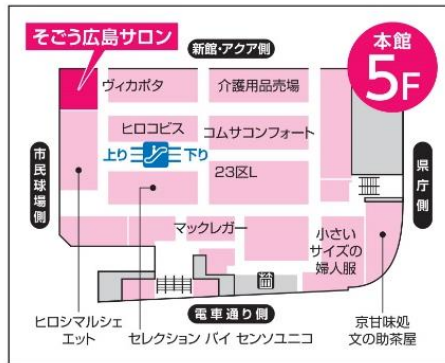 そごう広島サロン
新館・アクア側
本館
5F
ヴィカポタ
介護用品売場
ヒロコビス
コムサコンフォート
上り
下り
23区L
市民球場側
県庁側
マックレガー
小さい
サイズの
婦人服
電車通り側
ヒロシマルシェ
エット
セレクション バイ センソユニコ
京甘味処
文の助茶屋